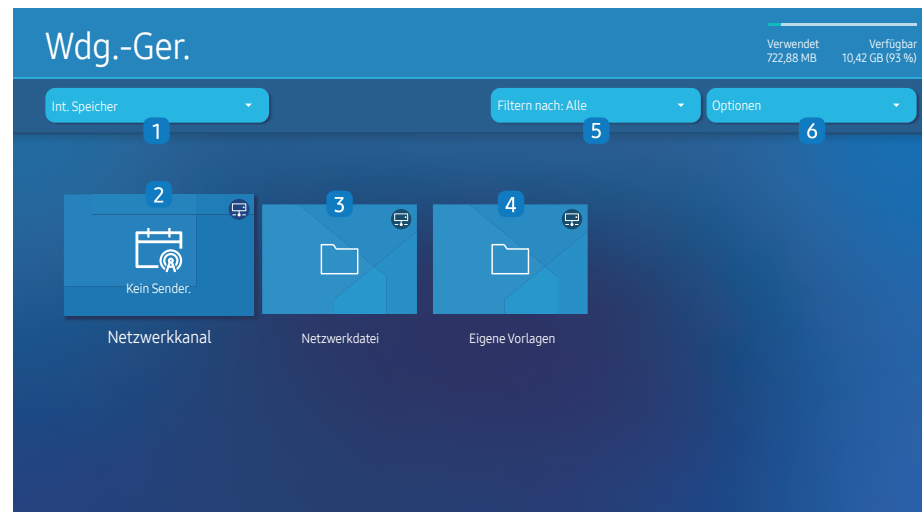 Wdg.-Ger.
Verwendet Verfügbar
722,88 MB 10,42 GB (93 %)
Int. Speicher Filtern nach: Alle Optionen
1 5 6
2 3 4
Kein Sender.
Netzwerkkanal Netzwerkdatei Eigene Vorlagen